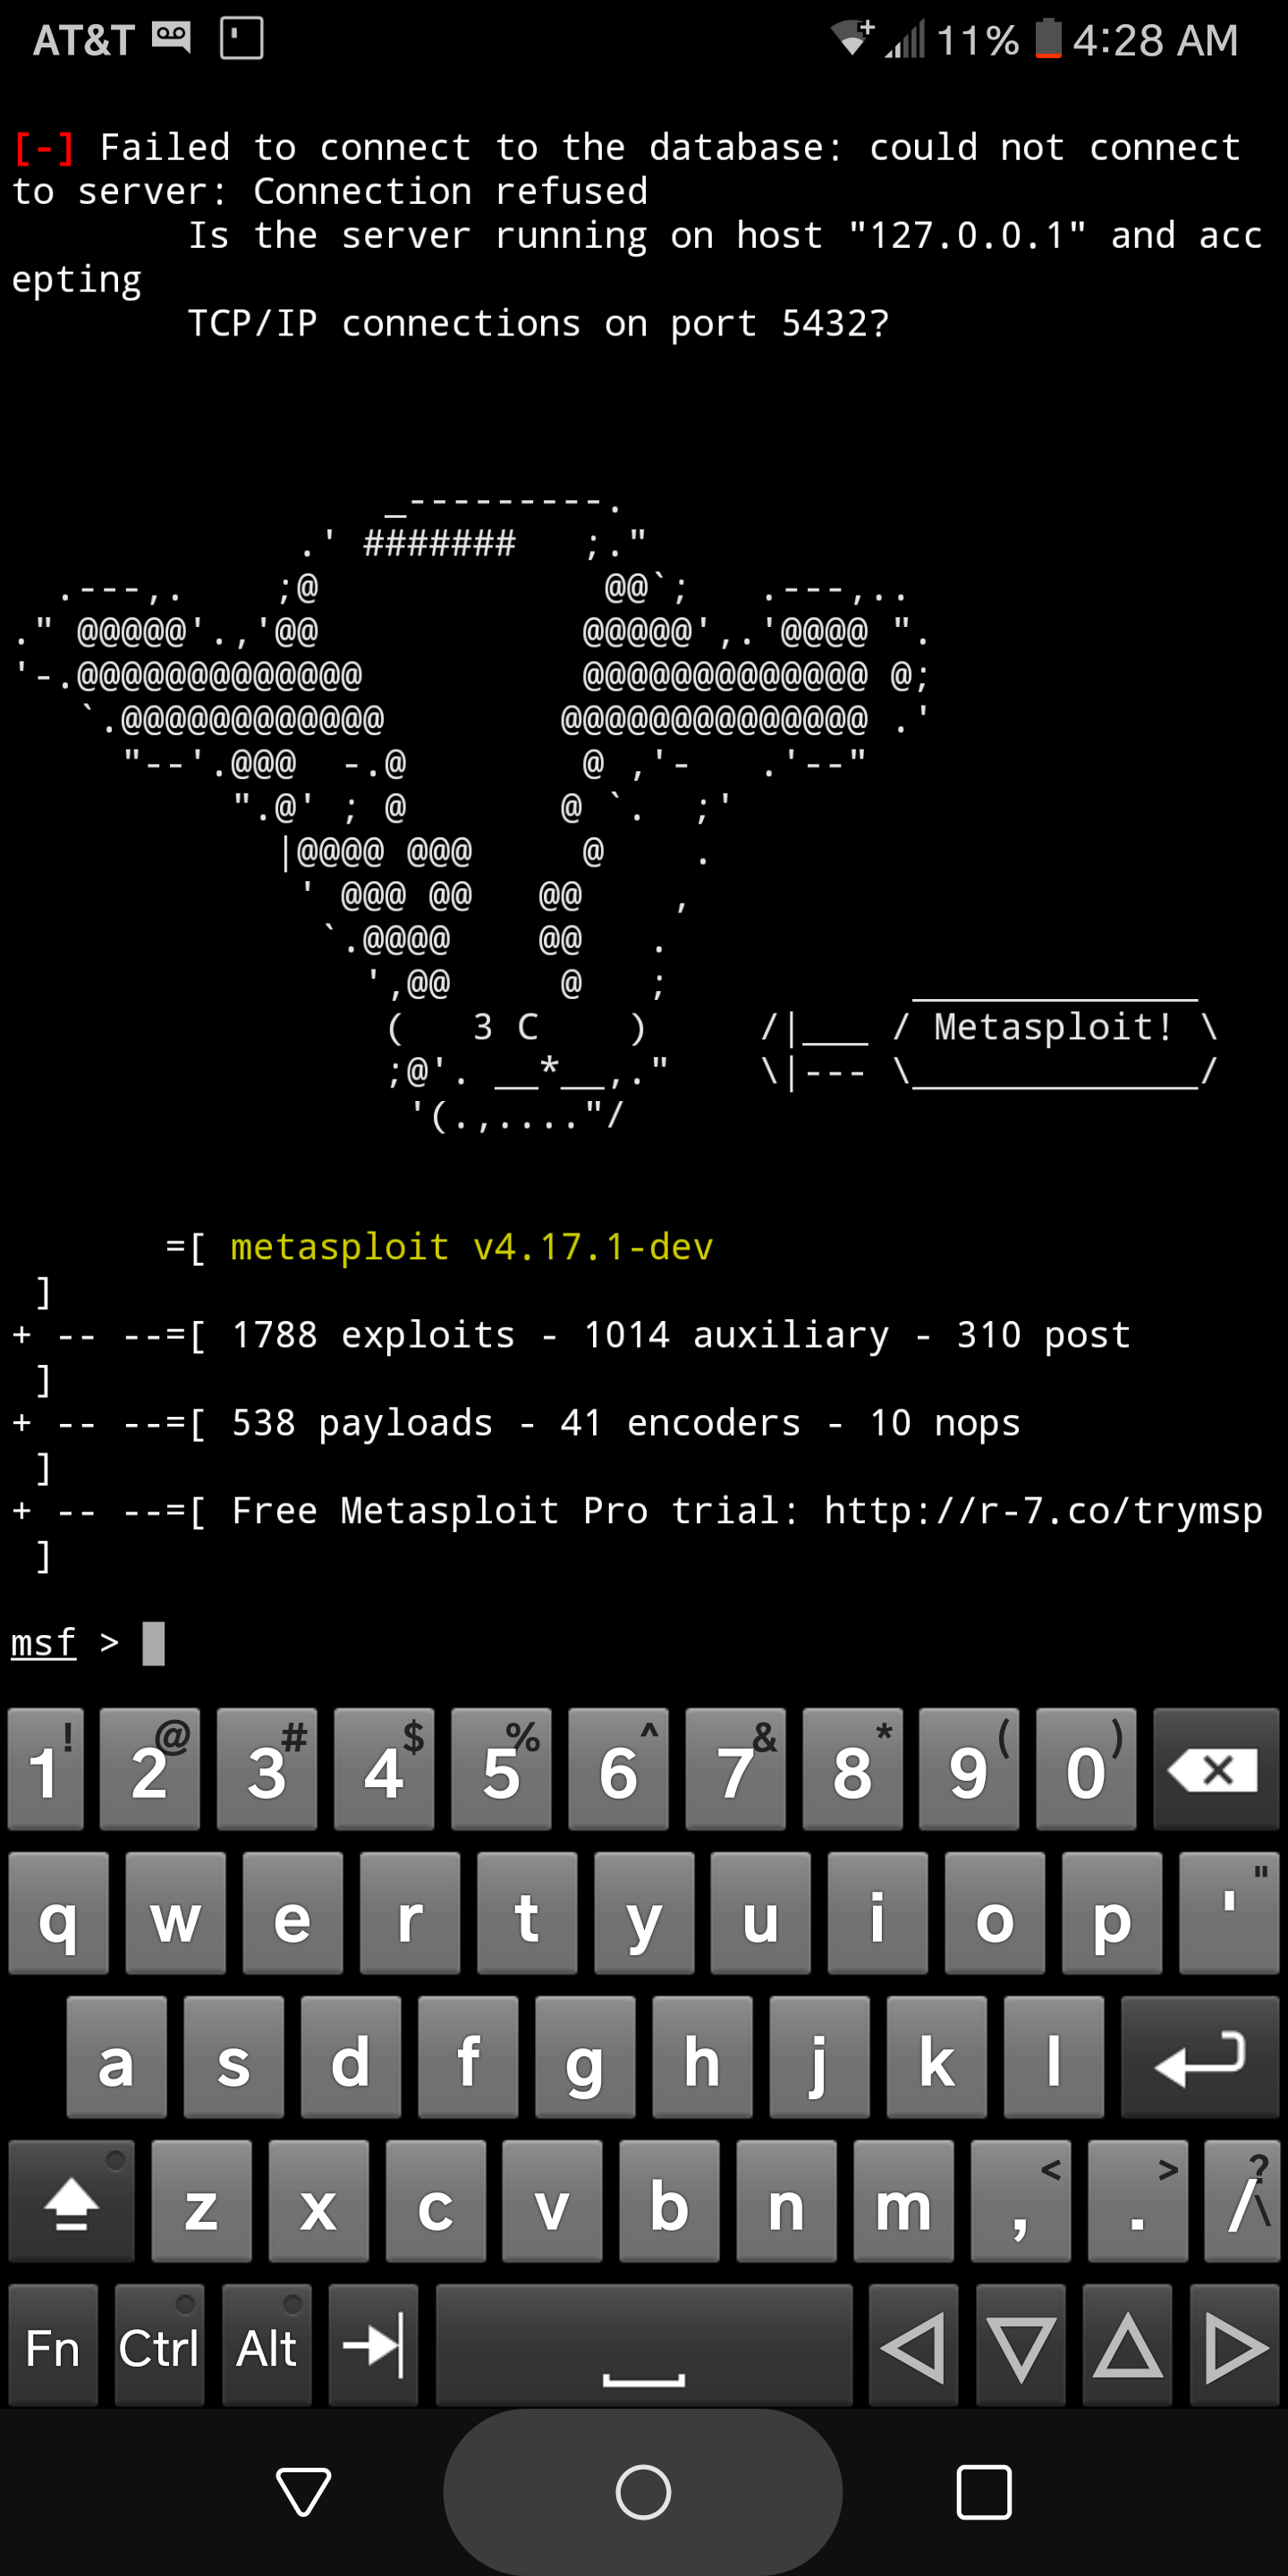 AT&T 11% 4:28 AM
[-] Failed to connect to the database: could not connect
to server: Connection refused
        Is the server running on host "127.0.0.1" and acc
epting
        TCP/IP connections on port 5432?
                 _---------.
             .' #######   ;."
  .---,.    ;@             @@`;   .---,..
." @@@@@'.,'@@            @@@@@',.'@@@@ ".
'-.@@@@@@@@@@@@@          @@@@@@@@@@@@@ @;
   `.@@@@@@@@@@@@        @@@@@@@@@@@@@@ .'
     "--'.@@@  -.@        @ ,'-   .'--"
          ".@' ; @       @ `.  ;'
            |@@@@ @@@     @    .
             ' @@@ @@   @@    ,
              `.@@@@    @@   .
                ',@@     @   ;           _____________
                 (   3 C    )     /|___ / Metasploit! \
                 ;@'. __*__,."    \|--- \_____________/
                  '(.,...."/
       =[ metasploit v4.17.1-dev
 ]
+ -- --=[ 1788 exploits - 1014 auxiliary - 310 post
 ]
+ -- --=[ 538 payloads - 41 encoders - 10 nops
 ]
+ -- --=[ Free Metasploit Pro trial: http://r-7.co/trymsp
 ]
msf >
1! 2@ 3# 4$ 5% 6^ 7& 8* 9( 0)
q w e r t y u i o p ' "
a s d f g h j k l
z x c v b n m , < . > / ? \
Fn Ctrl Alt